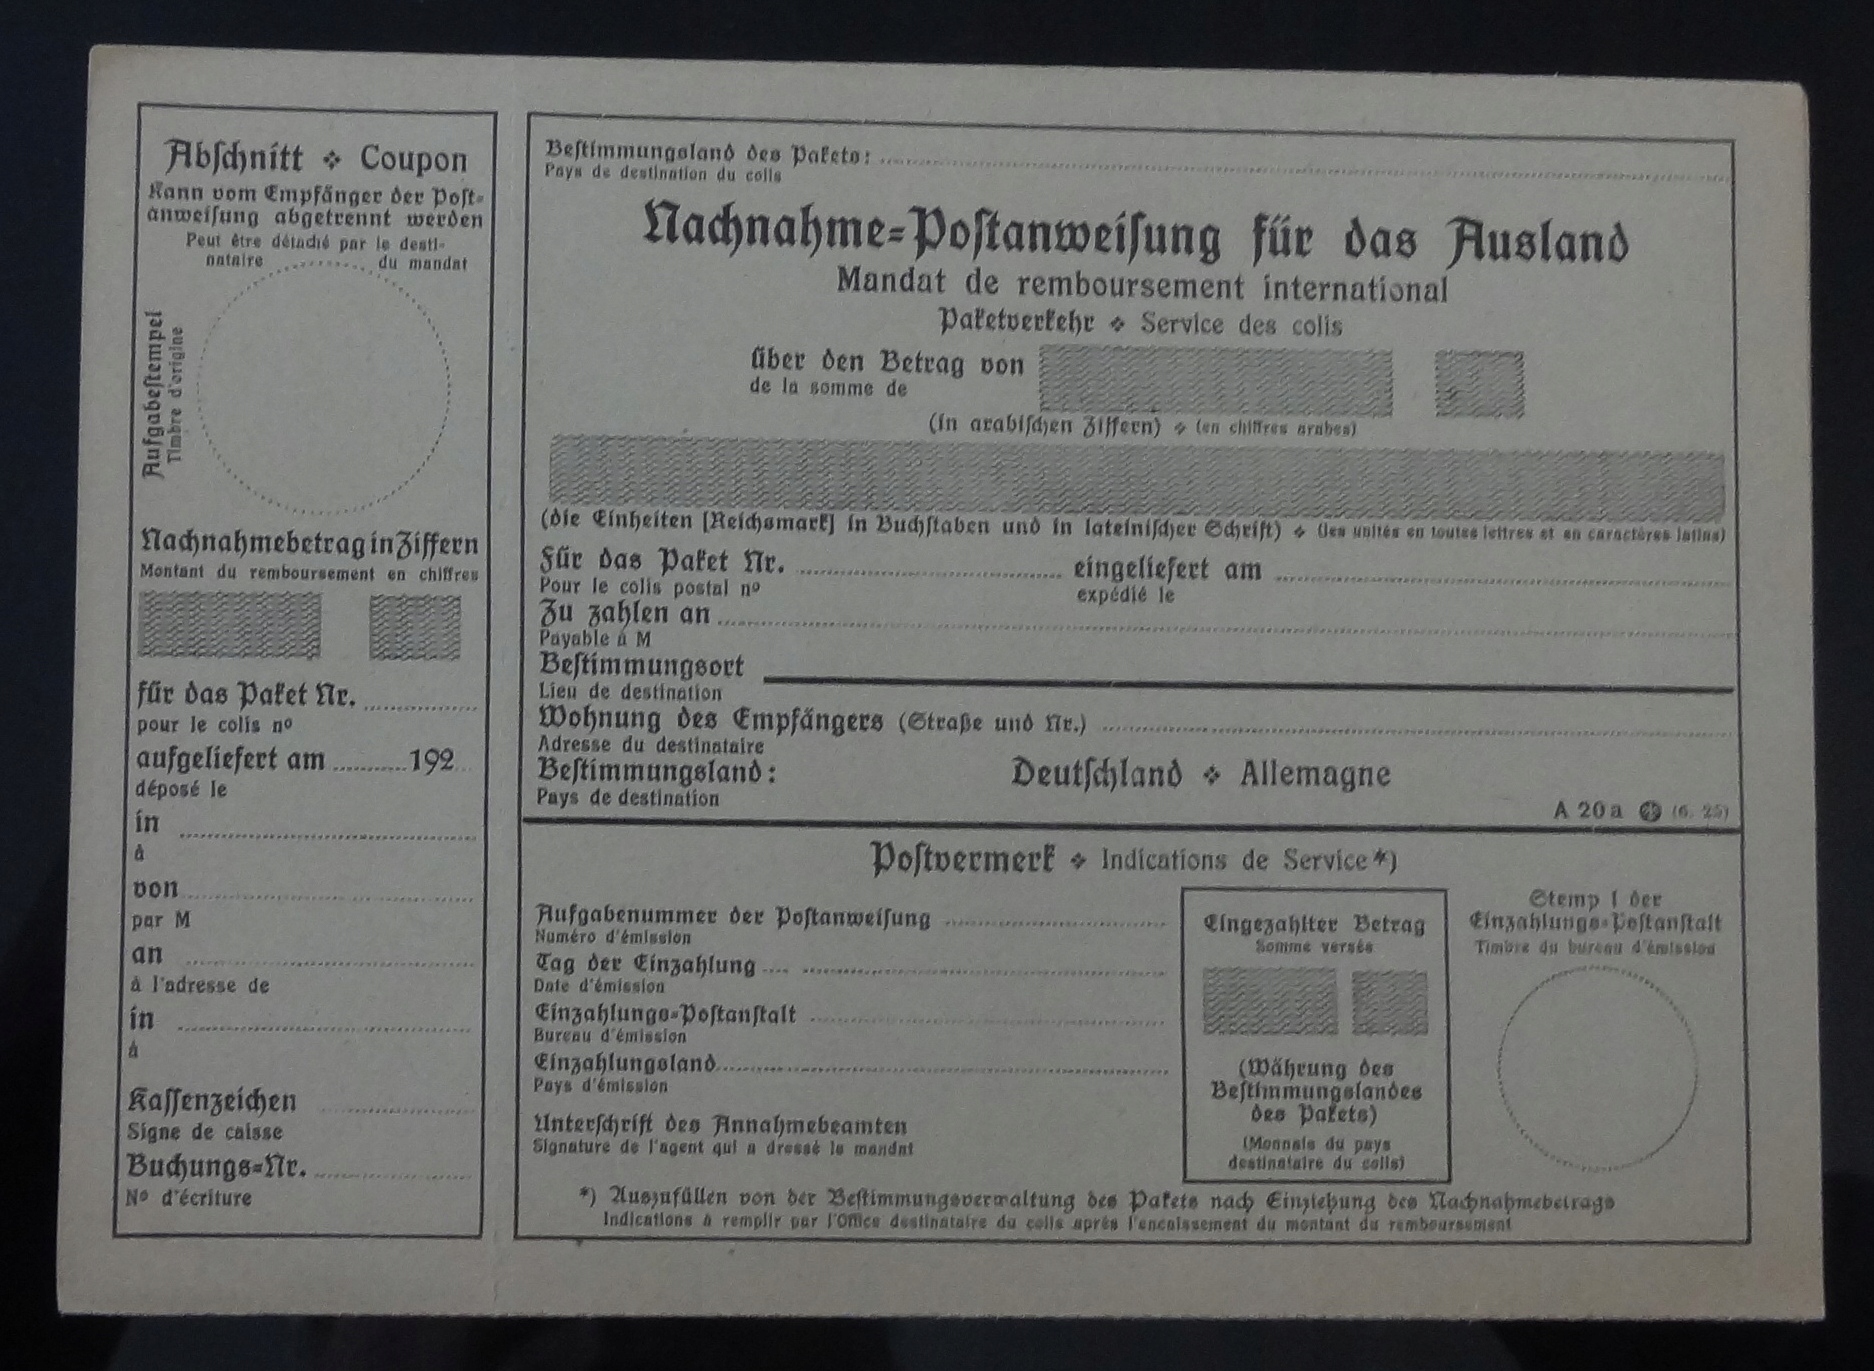 Abschnitt ❖ Coupon
Kann vom Empfänger der Post-
anweisung abgetrennt werden
Peut être détaché par le desti-
nataire du mandat
Aufgabestempel
Timbre d'origine
Nachnahmebetrag in Ziffern
Montant du remboursement en chiffres
für das Paket Nr.
pour le colis nº
aufgeliefert am 192
déposé le
in
à
von
par M
an
à l'adresse de
in
à
Kassenzeichen
Signe de caisse
Buchungs-Nr.
Nº d'écriture
Bestimmungsland des Pakets:
Pays de destination du colis
Nachnahme-Postanweisung für das Ausland
Mandat de remboursement international
Paketverkehr ❖ Service des colis
über den Betrag von
de la somme de
(in arabischen Ziffern) ❖ (en chiffres arabes)
(die Einheiten [Reichsmark] in Buchstaben und in lateinischer Schrift) ❖ (les unités en toutes lettres et en caractères latins)
Für das Paket Nr. eingeliefert am
Pour le colis postal nº expédié le
Zu zahlen an
Payable à M
Bestimmungsort
Lieu de destination
Wohnung des Empfängers (Straße und Nr.)
Adresse du destinataire
Bestimmungsland: Deutschland ❖ Allemagne
Pays de destination
A 20a (6. 25)
Postvermerk ❖ Indications de Service*)
Aufgabenummer der Postanweisung
Numéro d'émission
Tag der Einzahlung
Date d'émission
Einzahlungs-Postanstalt
Bureau d'émission
Einzahlungsland
Pays d'émission
Unterschrift des Annahmebeamten
Signature de l'agent qui a dressé le mandat
Eingezahlter Betrag
Somme versée
(Währung des
Bestimmungslandes
des Pakets)
(Monnaie du pays
destinataire du colis)
Stemp l der
Einzahlungs-Postanstalt
Timbre du bureau d'émission
*) Auszufüllen von der Bestimmungsverwaltung des Pakets nach Einziehung des Nachnahmebetrags
Indications à remplir par l'Office destinataire du colis après l'encaissement du montant du remboursement